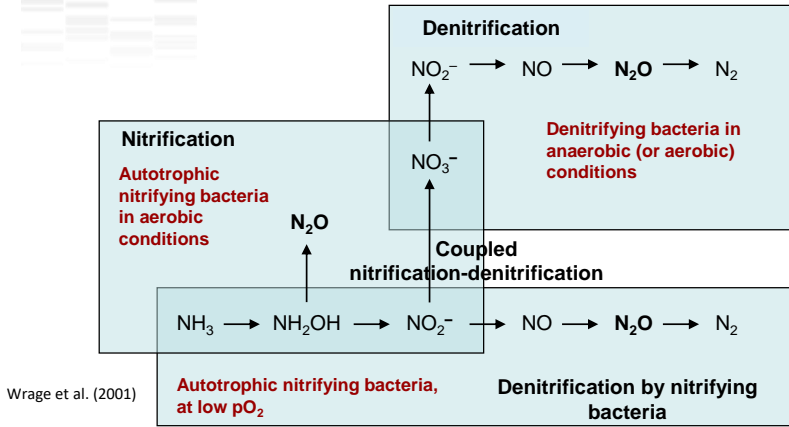 Denitrification
NO₂⁻ → NO → N₂O → N₂
Nitrification
Denitrifying bacteria in
anaerobic (or aerobic)
conditions
NO₃⁻
Autotrophic
nitrifying bacteria
in aerobic
conditions
N₂O
Coupled
nitrification-denitrification
NH₃ → NH₂OH → NO₂⁻ → NO → N₂O → N₂
Wrage et al. (2001)
Autotrophic nitrifying bacteria,
at low pO₂
Denitrification by nitrifying
bacteria